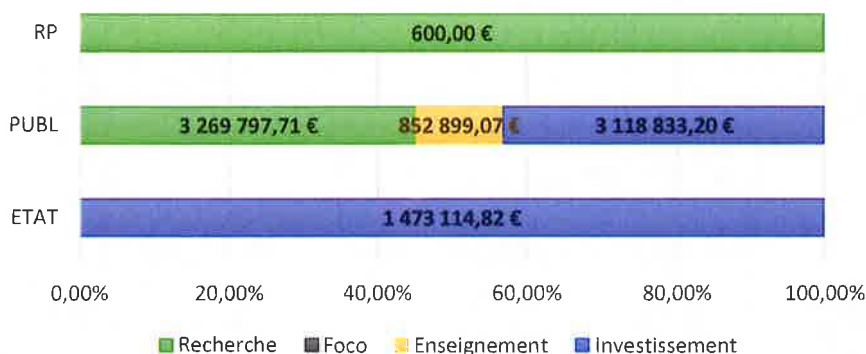 RP
600,00 €
PUBL
3 269 797,71 € 852 899,07 € 3 118 833,20 €
ETAT
1 473 114,82 €
0,00% 20,00% 40,00% 60,00% 80,00% 100,00%
Recherche Foco Enseignement Investissement